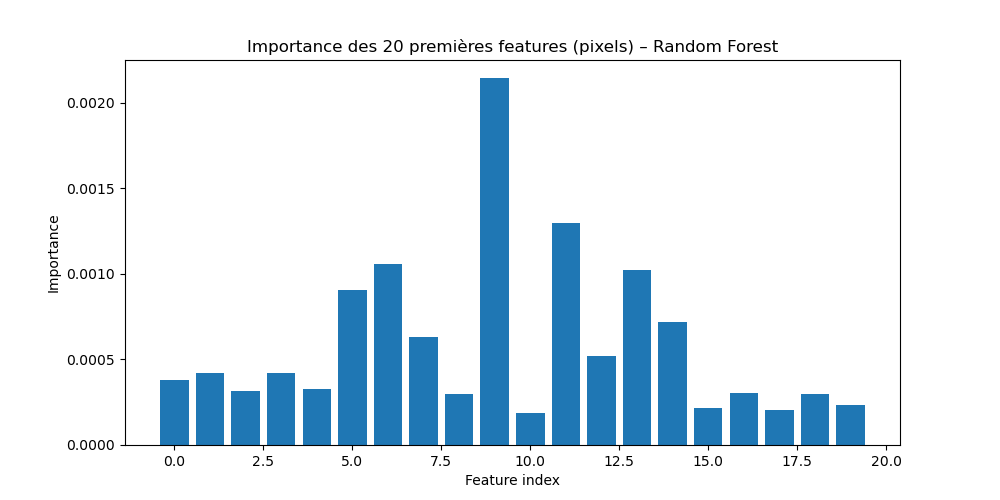 Importance des 20 premières features (pixels) – Random Forest
Importance
0.0020
0.0015
0.0010
0.0005
0.0000
0.0 2.5 5.0 7.5 10.0 12.5 15.0 17.5 20.0
Feature index